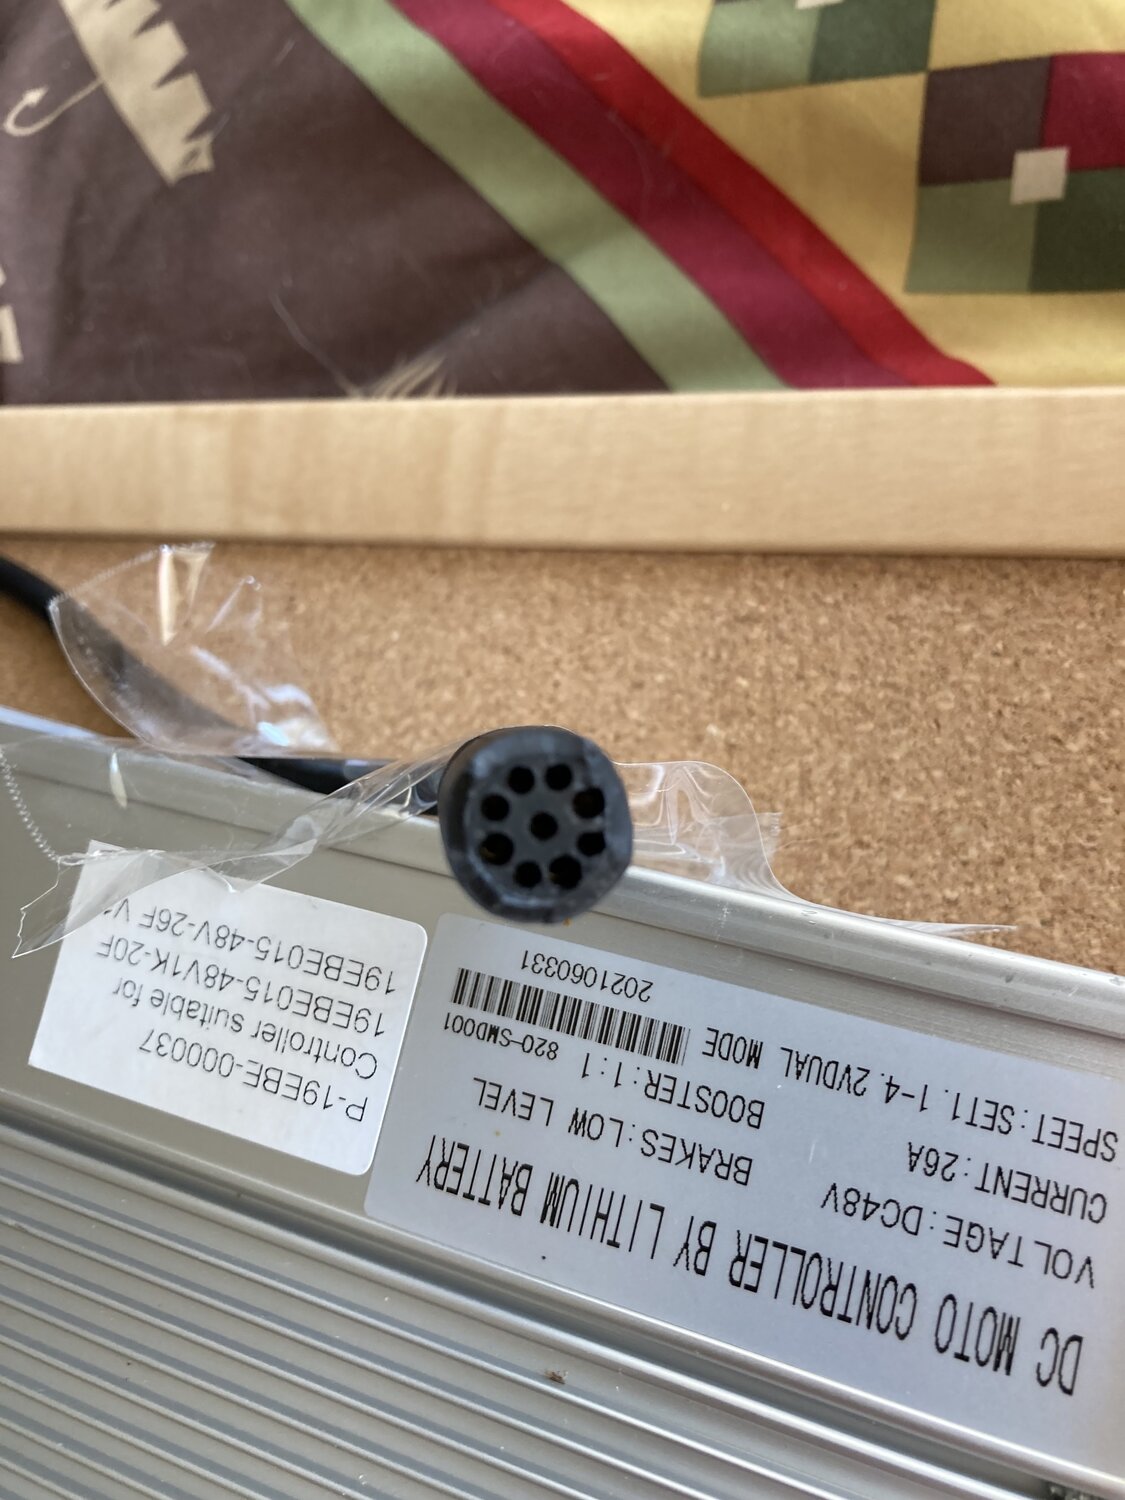 DC MOTO CONTROLLER BY LITHIUM BATTERY
VOLTAGE:DC48V
BRAKES:LOW LEVEL
CURRENT:26A
BOOSTER:1:1
SPEET:SET1.1-4.2VDUAL MODE
820-SMD001
2021060331
P-19EBE-000037
Controller suitable for
19EBE015-48V1K-20F
19EBE015-48V-26F